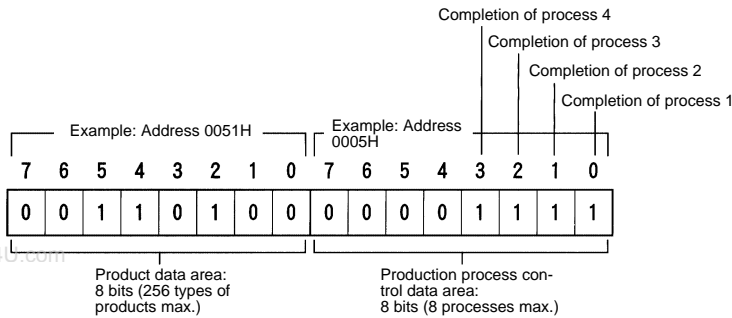 Completion of process 4
Completion of process 3
Completion of process 2
Completion of process 1
Example: Address 0051H
Example: Address
0005H
7 6 5 4 3 2 1 0 7 6 5 4 3 2 1 0
0 0 1 1 0 1 0 0 0 0 0 0 1 1 1 1
4U.com
Product data area:
8 bits (256 types of
products max.)
Production process con-
trol data area:
8 bits (8 processes max.)